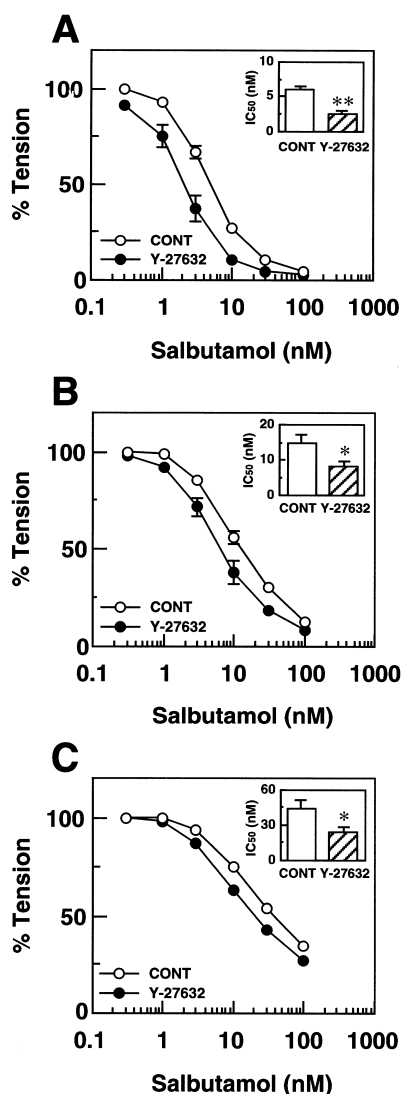 A
% Tension
100
50
0
IC50 (nM)
10
5
0
CONT Y-27632
**
CONT
Y-27632
0.1 1 10 100 1000
Salbutamol (nM)
B
% Tension
100
50
0
IC50 (nM)
20
10
0
CONT Y-27632
*
CONT
Y-27632
0.1 1 10 100 1000
Salbutamol (nM)
C
% Tension
100
50
0
IC50 (nM)
60
30
0
CONT Y-27632
*
CONT
Y-27632
0.1 1 10 100 1000
Salbutamol (nM)